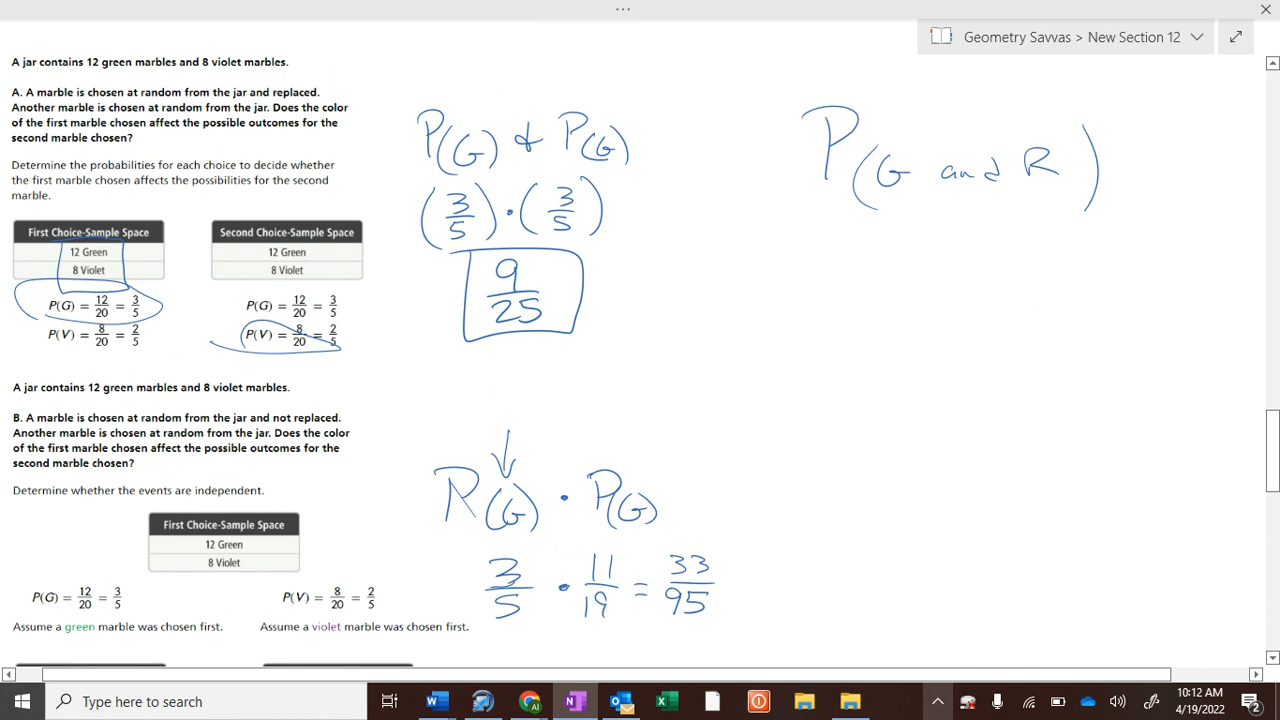 ...
Geometry Savvas > New Section 12
A jar contains 12 green marbles and 8 violet marbles.
A. A marble is chosen at random from the jar and replaced.
Another marble is chosen at random from the jar. Does the color
of the first marble chosen affect the possible outcomes for the
second marble chosen?
Determine the probabilities for each choice to decide whether
the first marble chosen affects the possibilities for the second
marble.
First Choice-Sample Space
12 Green
8 Violet
P(G) = 12/20 = 3/5
P(V) = 8/20 = 2/5
Second Choice-Sample Space
12 Green
8 Violet
P(G) = 12/20 = 3/5
P(V) = 8/20 = 2/5
P(G) & P(G)
(3/5) · (3/5)
9/25
P(G and R)
A jar contains 12 green marbles and 8 violet marbles.
B. A marble is chosen at random from the jar and not replaced.
Another marble is chosen at random from the jar. Does the color
of the first marble chosen affect the possible outcomes for the
second marble chosen?
Determine whether the events are independent.
First Choice-Sample Space
12 Green
8 Violet
P(G) = 12/20 = 3/5
P(V) = 8/20 = 2/5
Assume a green marble was chosen first.
Assume a violet marble was chosen first.
P(G) · P(G)
3/5 · 11/19 = 33/95
Type here to search
10:12 AM
4/19/2022
2